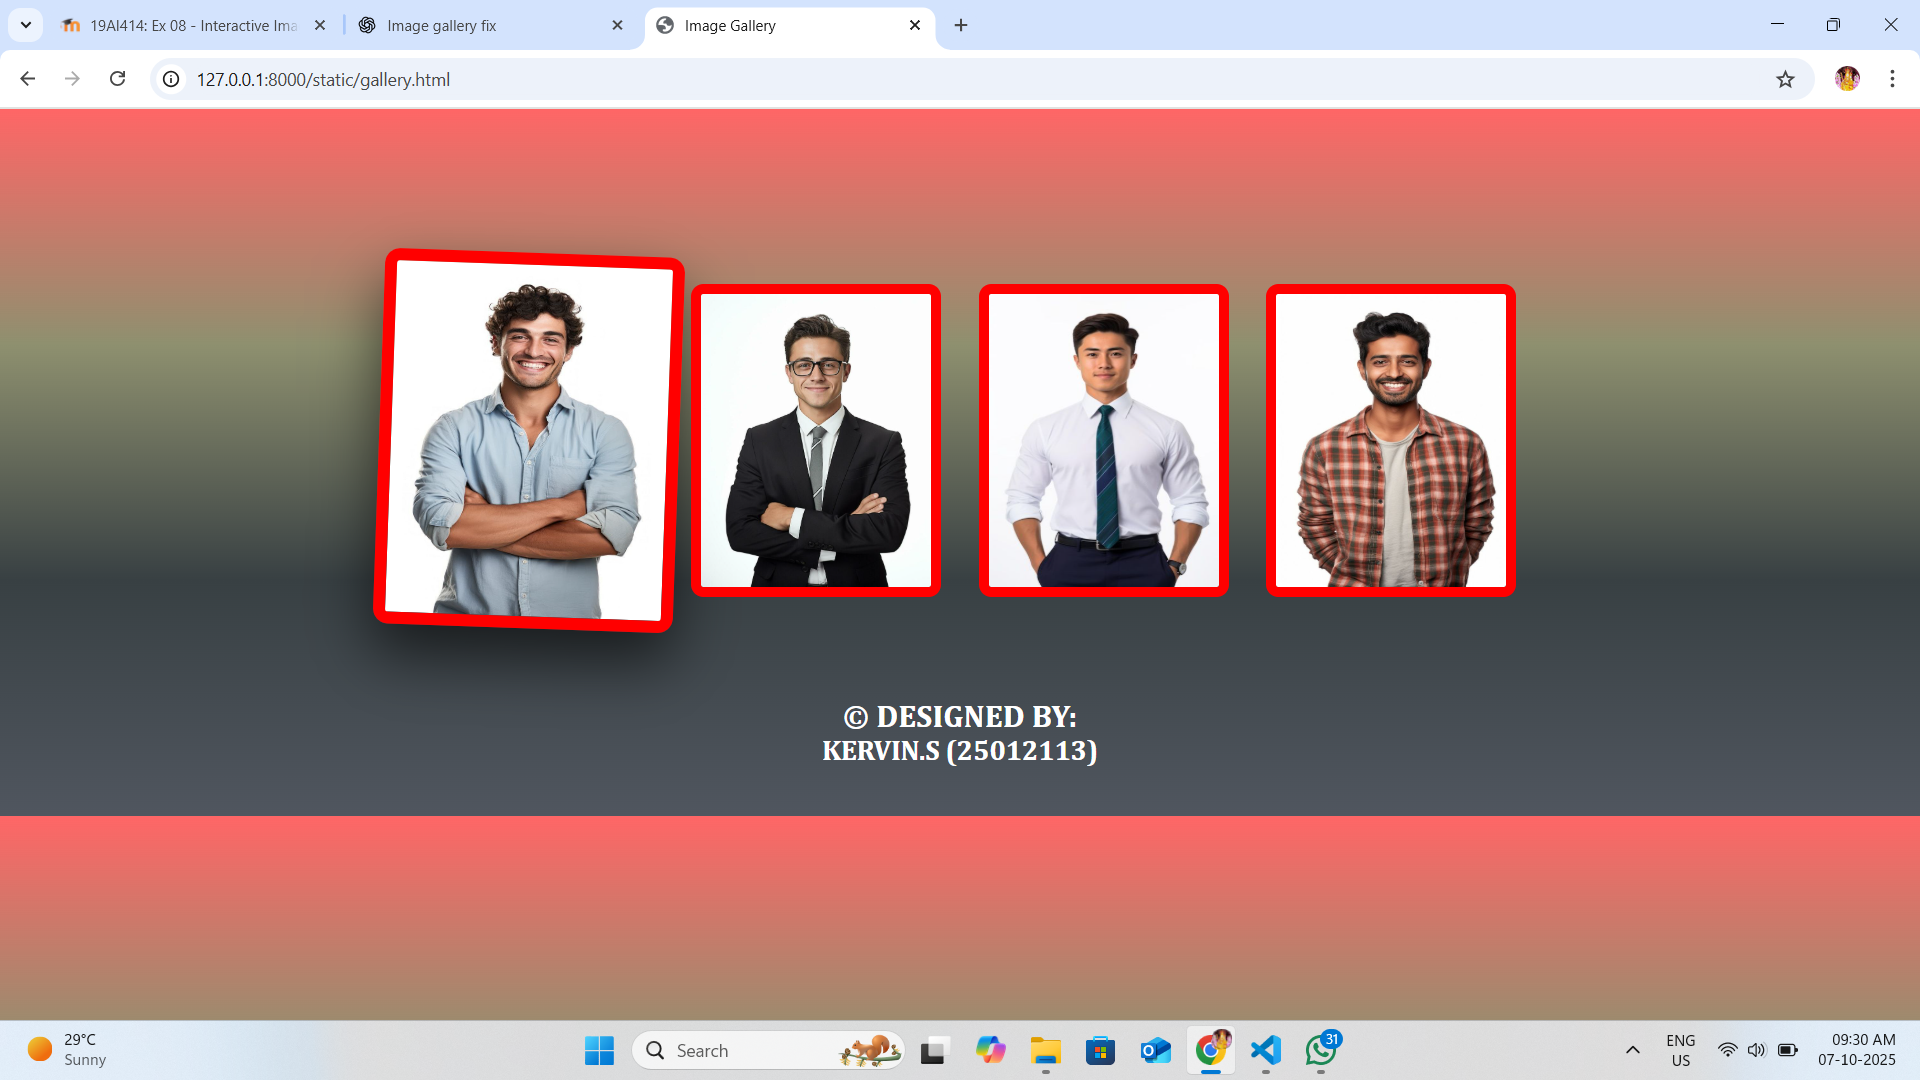 19AI414: Ex 08 - Interactive Ima
Image gallery fix
Image Gallery
127.0.0.1:8000/static/gallery.html
© DESIGNED BY:
KERVIN.S (25012113)
29°C
Sunny
Search
31
ENG
US
09:30 AM
07-10-2025